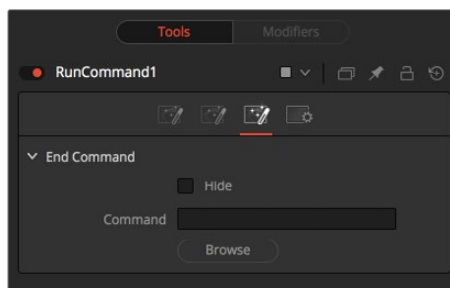 Tools Modifiers
RunCommand1
End Command
Hide
Command
Browse